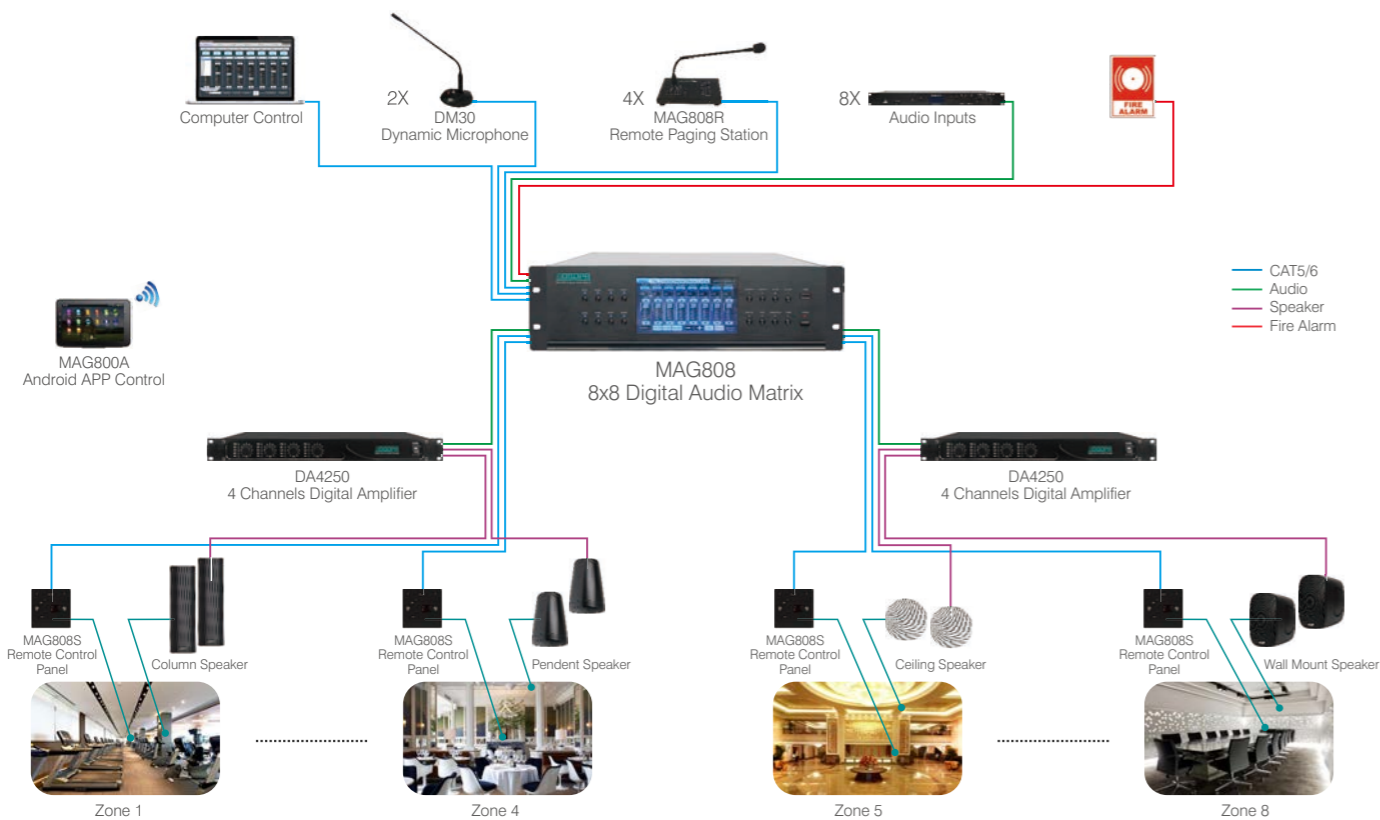 2X
4X
8X
FIRE
ALARM
Computer Control
DM30
Dynamic Microphone
MAG808R
Remote Paging Station
Audio Inputs
CAT5/6
Audio
Speaker
Fire Alarm
MAG800A
Android APP Control
MAG808
8x8 Digital Audio Matrix
DA4250
4 Channels Digital Amplifier
DA4250
4 Channels Digital Amplifier
MAG808S
Remote Control
Panel
Column Speaker
MAG808S
Remote Control
Panel
Pendent Speaker
MAG808S
Remote Control
Panel
Ceiling Speaker
MAG808S
Remote Control
Panel
Wall Mount Speaker
Zone 1
Zone 4
Zone 5
Zone 8